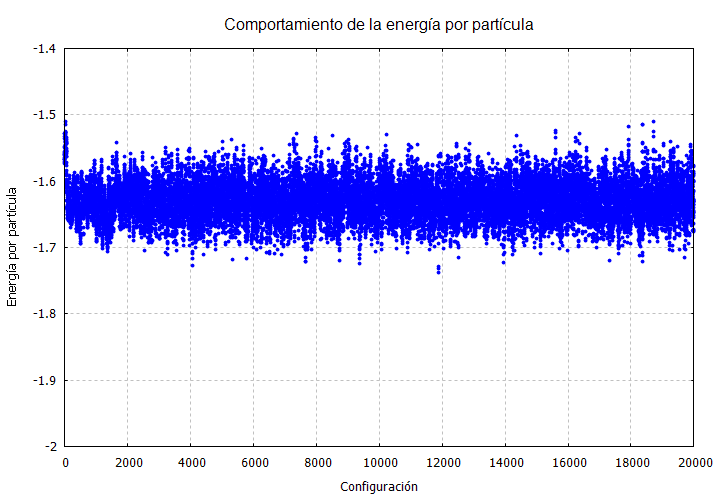 Comportamiento de la energía por partícula
-1.4
-1.5
-1.6
-1.7
-1.8
-1.9
-2
Energía por partícula
0 2000 4000 6000 8000 10000 12000 14000 16000 18000 20000
Configuración